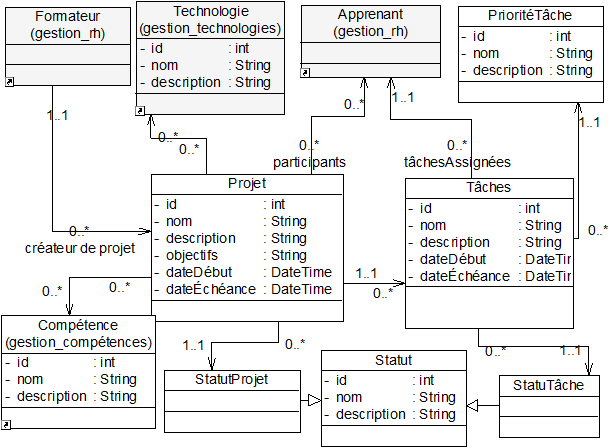 Formateur
(gestion_rh)
Technologie
(gestion_technologies)
- id : int
- nom : String
- description : String
Apprenant
(gestion_rh)
PrioritéTâche
- id : int
- nom : String
- description : String
1..1
0..*
0..*
0..*
0..*
participants
1..1
0..*
tâchesAssignées
1..1
0..*
0..*
créateur de projet
Projet
- id : int
- nom : String
- description : String
- objectifs : String
- dateDébut : DateTime
- dateÉchéance : DateTime
1..1
0..*
Tâches
- id : int
- nom : String
- description : String
- dateDébut : DateTir
- dateÉchéance : DateTir
0..*
0..*
Compétence
(gestion_compétences)
- id : int
- nom : String
- description : String
1..1
0..*
StatutProjet
Statut
- id : int
- nom : String
- description : String
0..*
1..1
StatuTâche